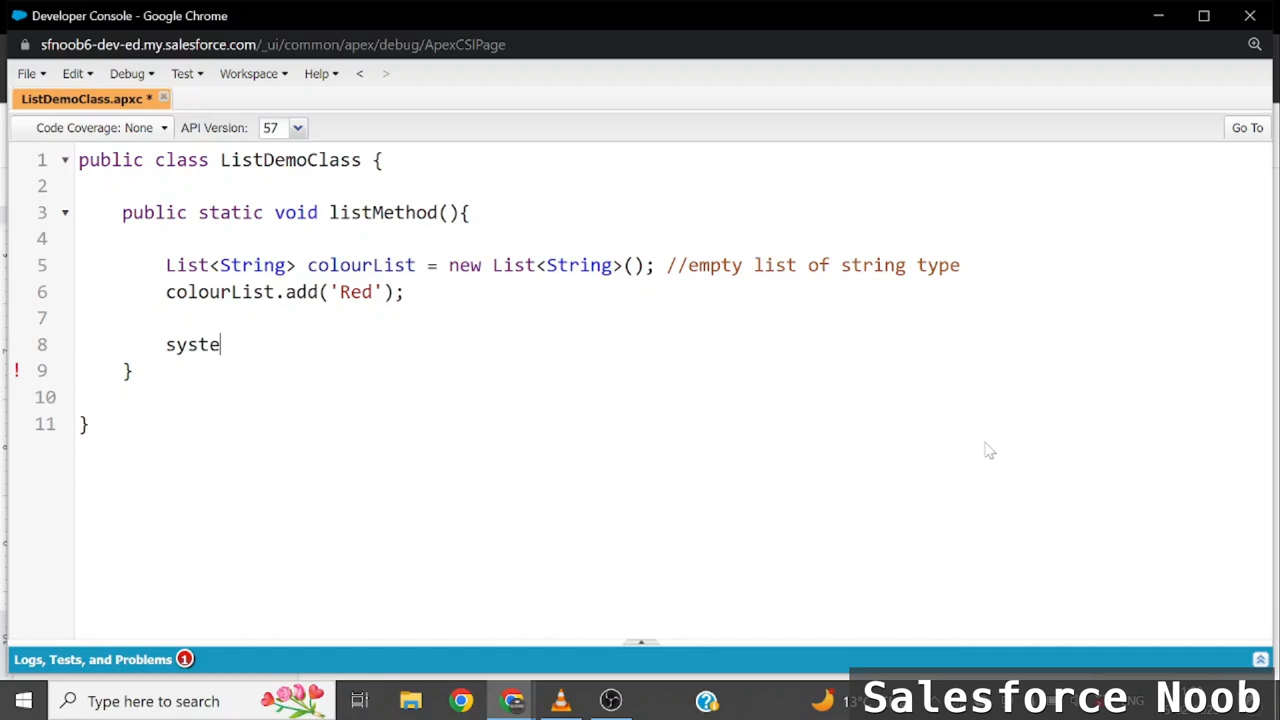 Developer Console - Google Chrome
sfnoob6-dev-ed.my.salesforce.com/_ui/common/apex/debug/ApexCSIPage
File Edit Debug Test Workspace Help < >
ListDemoClass.apxc *
Code Coverage: None API Version: 57 Go To
1 public class ListDemoClass {
2
3 public static void listMethod(){
4
5 List<String> colourList = new List<String>(); //empty list of string type
6 colourList.add('Red');
7
8 syste
! 9 }
10
11 }
Logs, Tests, and Problems 1
Type here to search
13°
Salesforce Noob